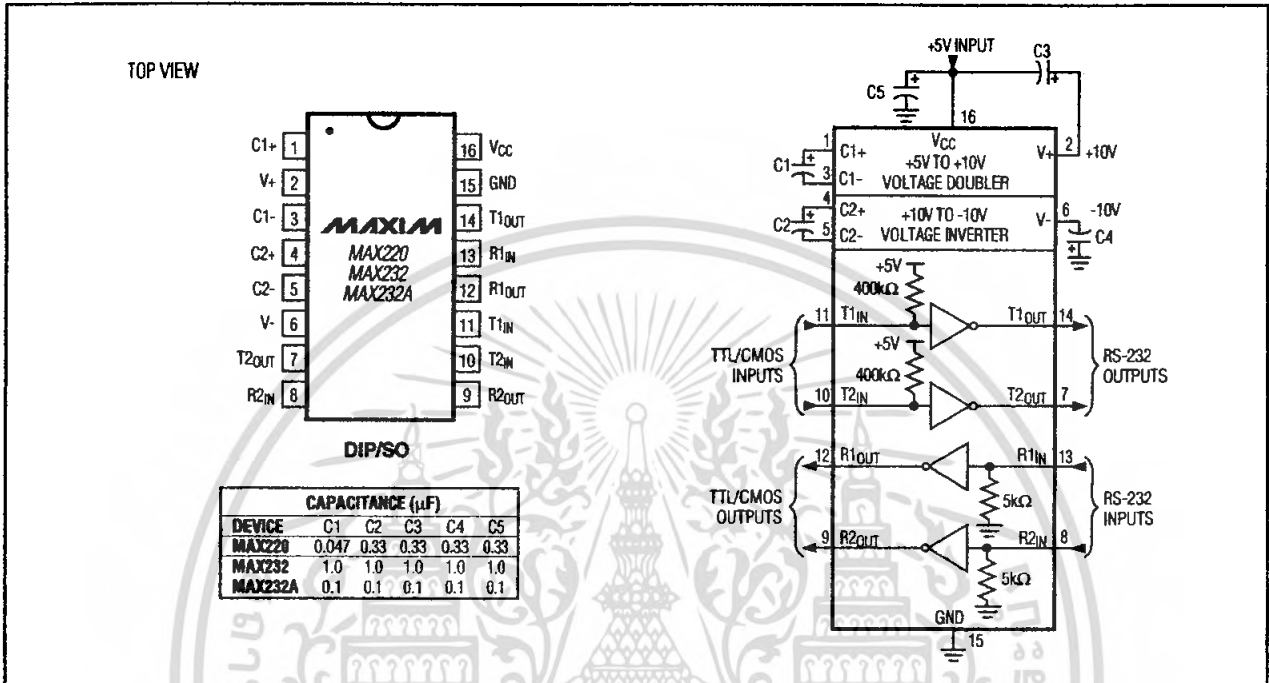 TOP VIEW
C1+ 1
V+ 2
C1- 3
C2+ 4
C2- 5
V- 6
T2OUT 7
R2IN 8
16 VCC
15 GND
14 T1OUT
13 R1IN
12 R1OUT
11 T1IN
10 T2IN
9 R2OUT
MAXIM
MAX220
MAX232
MAX232A
DIP/SO
CAPACITANCE (µF)
DEVICE C1 C2 C3 C4 C5
MAX220 0.047 0.33 0.33 0.33 0.33
MAX232 1.0 1.0 1.0 1.0 1.0
MAX232A 0.1 0.1 0.1 0.1 0.1
+5V INPUT
C3
C5
16
VCC
+5V TO +10V
VOLTAGE DOUBLER
1 C1+
C1
3 C1-
V+ 2 +10V
4 C2+
C2
5 C2-
+10V TO -10V
VOLTAGE INVERTER
V- 6 -10V
C4
+5V
400kΩ
11 T1IN
T1OUT 14
+5V
400kΩ
10 T2IN
T2OUT 7
TTL/CMOS
INPUTS
RS-232
OUTPUTS
12 R1OUT
R1IN 13
5kΩ
9 R2OUT
R2IN 8
5kΩ
TTL/CMOS
OUTPUTS
RS-232
INPUTS
GND
15